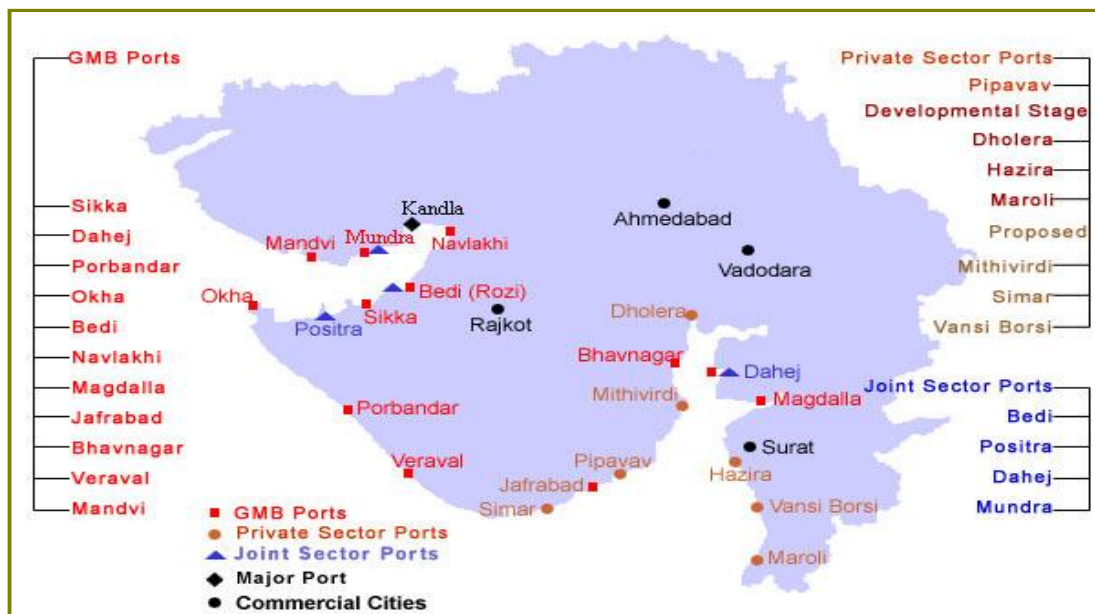 GMB Ports
Sikka
Dahej
Porbandar
Okha
Bedi
Navlakhi
Magdalla
Jafrabad
Bhavnagar
Veraval
Mandvi
Kandla
Mandvi
Mundra
Navlakhi
Okha
Positra
Sikka
Bedi (Rozi)
Rajkot
Ahmedabad
Vadodara
Dholera
Bhavnagar
Dahej
Mithivirdi
Magdalla
Porbandar
Veraval
Surat
Pipavav
Hazira
Jafrabad
Simar
Vansi Borsi
Maroli
GMB Ports
Private Sector Ports
Joint Sector Ports
Major Port
Commercial Cities
Private Sector Ports
Pipavav
Developmental Stage
Dholera
Hazira
Maroli
Proposed
Mithivirdi
Simar
Vansi Borsi
Joint Sector Ports
Bedi
Positra
Dahej
Mundra